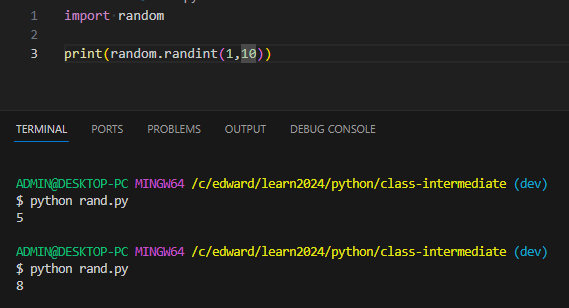 1 import random
2
3 print(random.randint(1,10))
TERMINAL PORTS PROBLEMS OUTPUT DEBUG CONSOLE
ADMIN@DESKTOP-PC MINGW64 /c/edward/learn2024/python/class-intermediate (dev)
$ python rand.py
5
ADMIN@DESKTOP-PC MINGW64 /c/edward/learn2024/python/class-intermediate (dev)
$ python rand.py
8